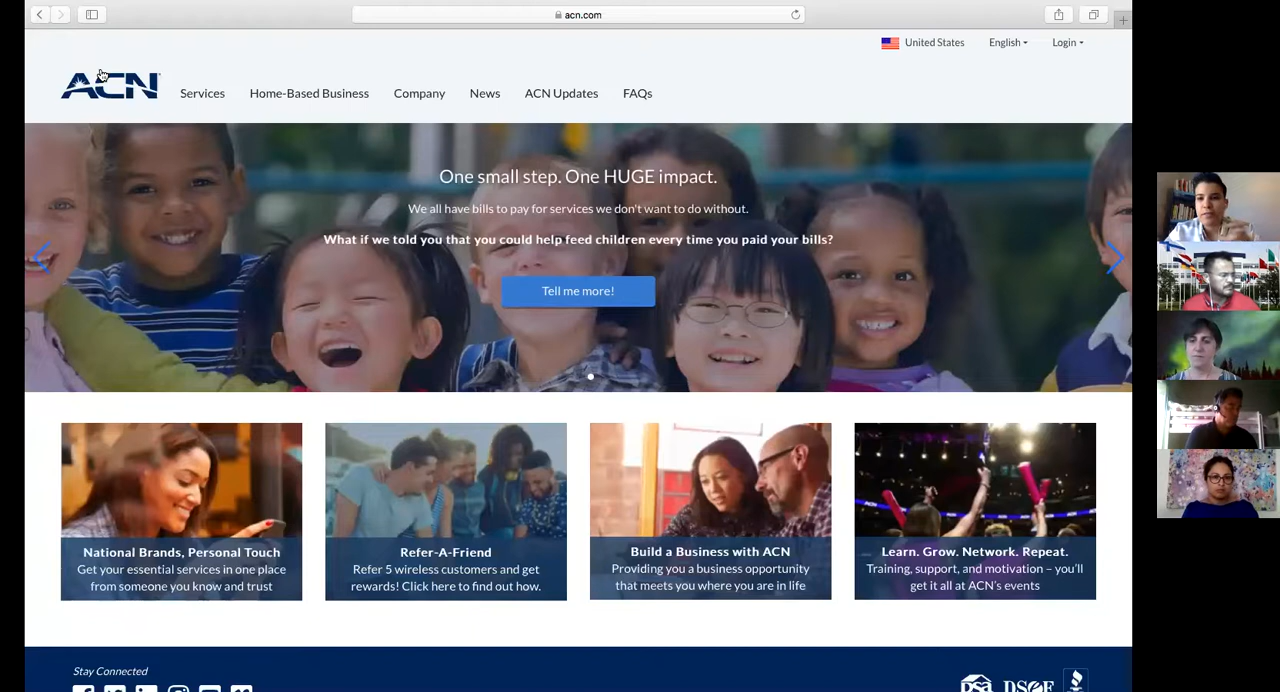 acn.com
United States
English
Login
ACN
Services
Home-Based Business
Company
News
ACN Updates
FAQs
One small step. One HUGE impact.
We all have bills to pay for services we don't want to do without.
What if we told you that you could help feed children every time you paid your bills?
Tell me more!
National Brands, Personal Touch
Get your essential services in one place
from someone you know and trust
Refer-A-Friend
Refer 5 wireless customers and get
rewards! Click here to find out how.
Build a Business with ACN
Providing you a business opportunity
that meets you where you are in life
Learn. Grow. Network. Repeat.
Training, support, and motivation – you'll
get it all at ACN's events
Stay Connected
DSEF